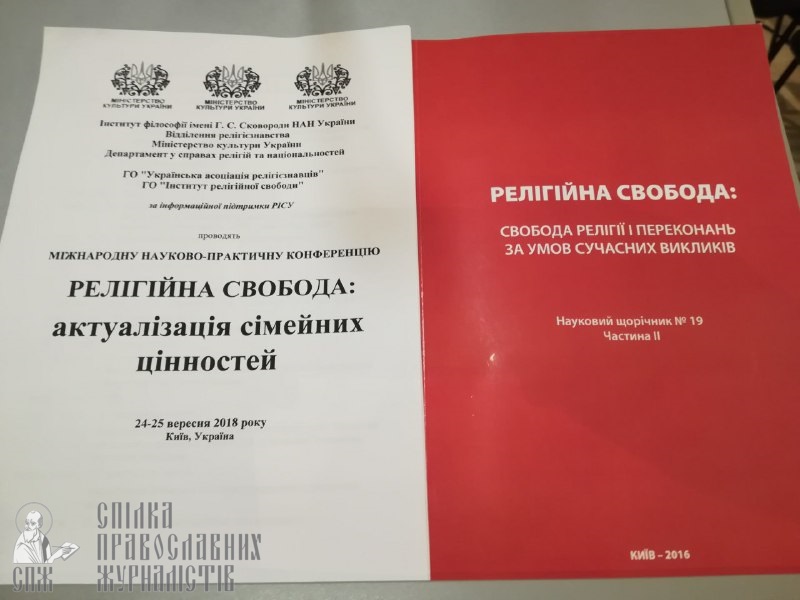 МІНІСТЕРСТВО
КУЛЬТУРИ УКРАЇНИ
МІНІСТЕРСТВО
КУЛЬТУРИ УКРАЇНИ
МІНІСТЕРСТВО
КУЛЬТУРИ УКРАЇНИ
Інститут філософії імені Г. С. Сковороди НАН України
Відділення релігієзнавства
Міністерство культури України
Департамент у справах релігій та національностей
ГО "Українська асоціація релігієзнавців"
ГО "Інститут релігійної свободи"
за інформаційної підтримки РІСУ
проводять
МІЖНАРОДНУ НАУКОВО-ПРАКТИЧНУ КОНФЕРЕНЦІЮ
РЕЛІГІЙНА СВОБОДА:
актуалізація сімейних
цінностей
24-25 вересня 2018 року
Київ, Україна
РЕЛІГІЙНА СВОБОДА:
СВОБОДА РЕЛІГІЇ І ПЕРЕКОНАНЬ
ЗА УМОВ СУЧАСНИХ ВИКЛИКІВ
Науковий щорічник № 19
Частина ІІ
КИЇВ – 2016
СПЖ
СПІЛКА
ПРАВОСЛАВНИХ
ЖУРНАЛІСТІВ